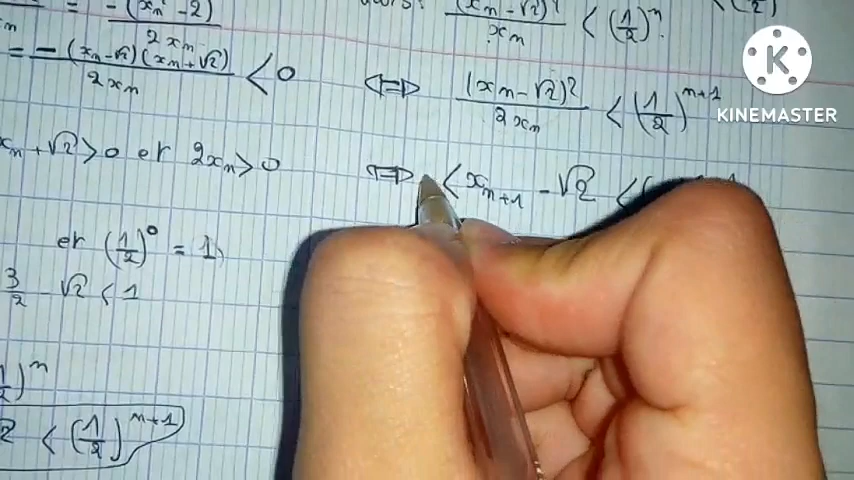 = -(xₙ² - 2) / 2xₙ
= -(xₙ - √2)(xₙ + √2) / 2xₙ < 0
xₙ + √2 > 0 et 2xₙ > 0
et (1/2)⁰ = 1
3/2 √2 < 1
< (1/2)ⁿ⁺¹
(xₙ - √2)² / xₙ < (1/2)ⁿ.
⟺ (xₙ - √2)² / 2xₙ < (1/2)ⁿ⁺¹
⟺ < xₙ₊₁ - √2 <
KINEMASTER